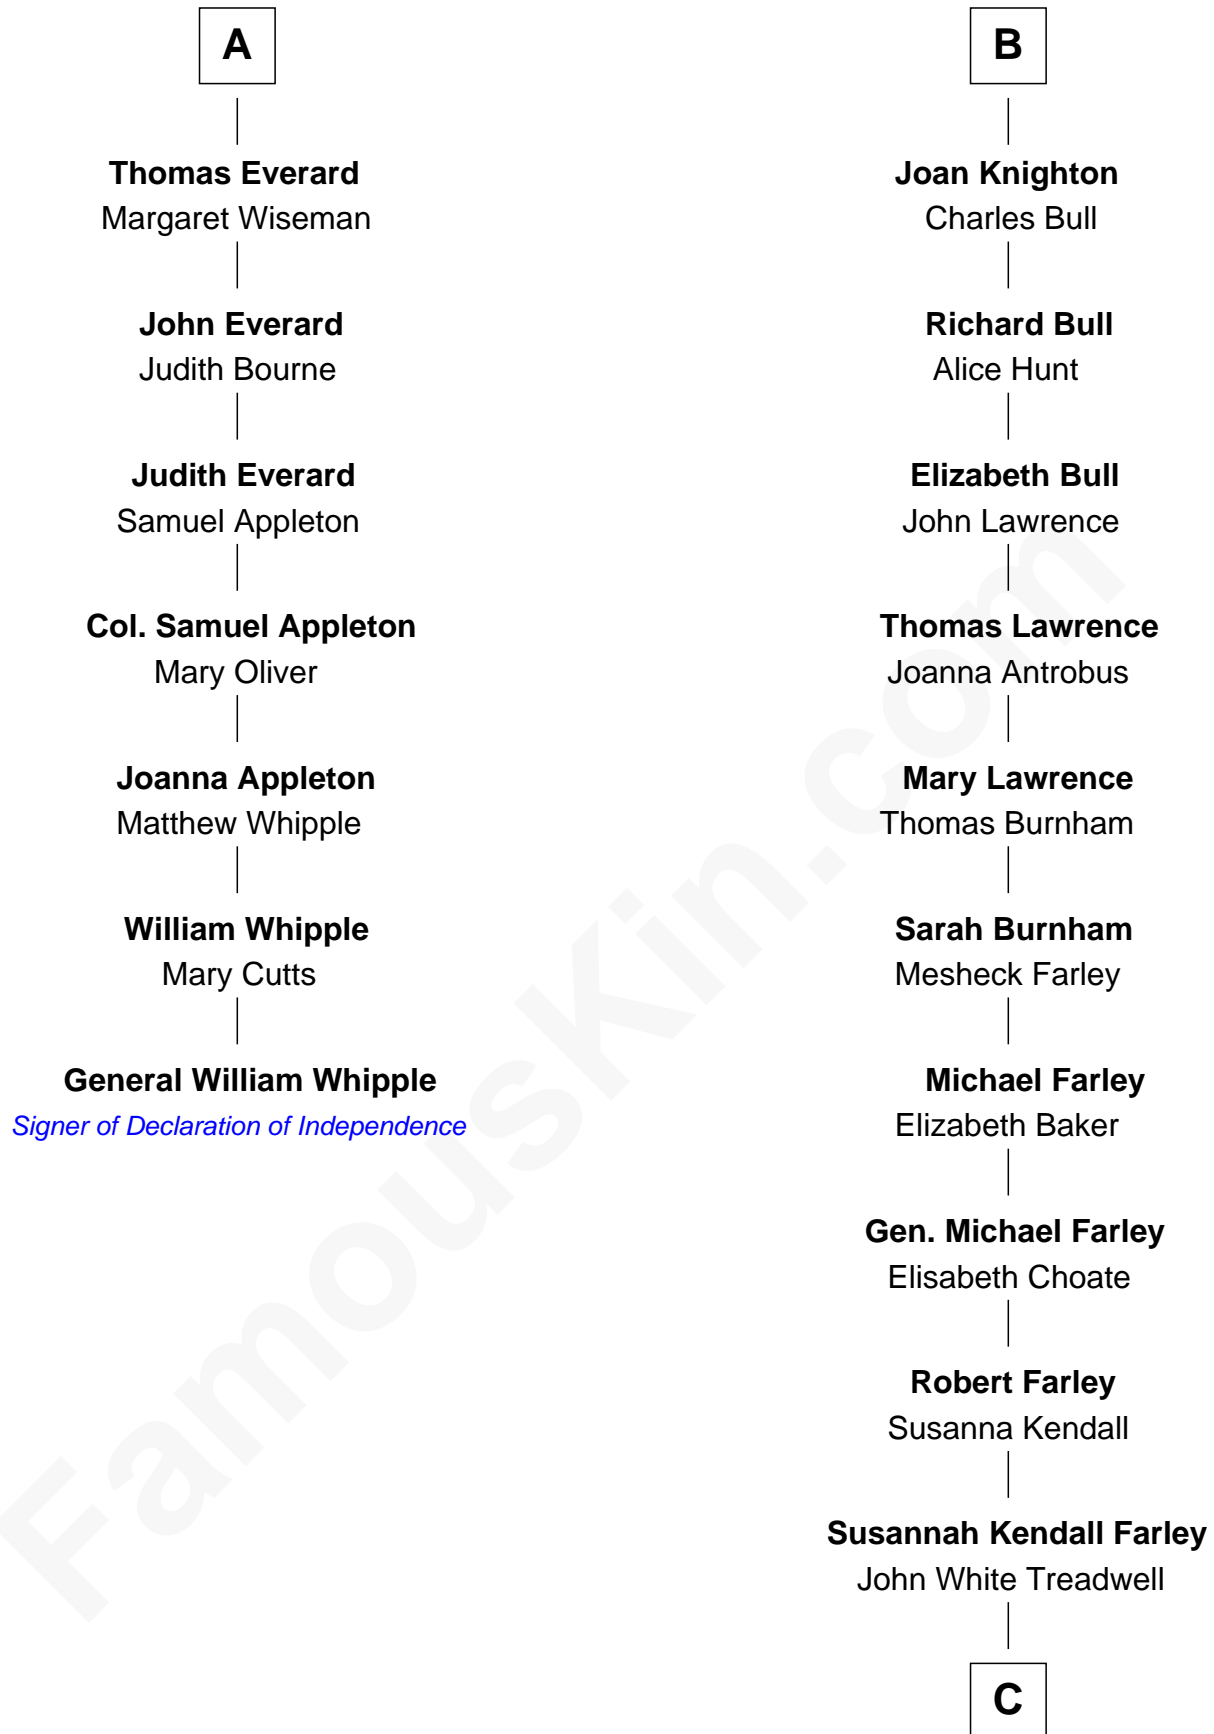 A
Thomas Everard
Margaret Wiseman
John Everard
Judith Bourne
Judith Everard
Samuel Appleton
Col. Samuel Appleton
Mary Oliver
Joanna Appleton
Matthew Whipple
William Whipple
Mary Cutts
General William Whipple
Signer of Declaration of Independence
B
Joan Knighton
Charles Bull
Richard Bull
Alice Hunt
Elizabeth Bull
John Lawrence
Thomas Lawrence
Joanna Antrobus
Mary Lawrence
Thomas Burnham
Sarah Burnham
Mesheck Farley
Michael Farley
Elizabeth Baker
Gen. Michael Farley
Elisabeth Choate
Robert Farley
Susanna Kendall
Susannah Kendall Farley
John White Treadwell
C
FamousKin.com